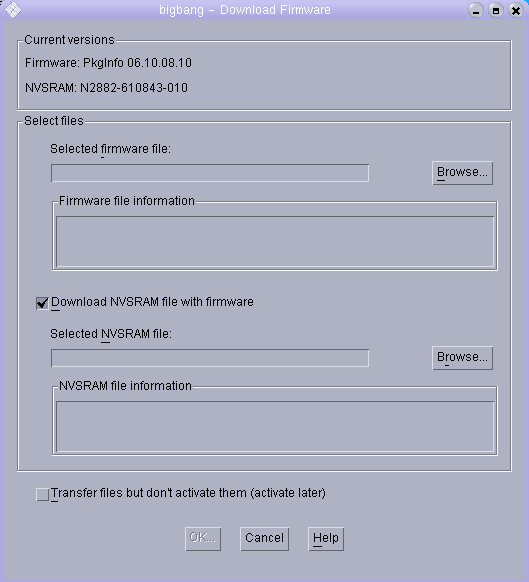 bigbang - Download Firmware
Current versions
Firmware: PkgInfo 06.10.08.10
NVSRAM: N2882-610843-010
Select files
Selected firmware file:
Browse...
Firmware file information
Download NVSRAM file with firmware
Selected NVSRAM file:
Browse...
NVSRAM file information
Transfer files but don't activate them (activate later)
OK... Cancel Help